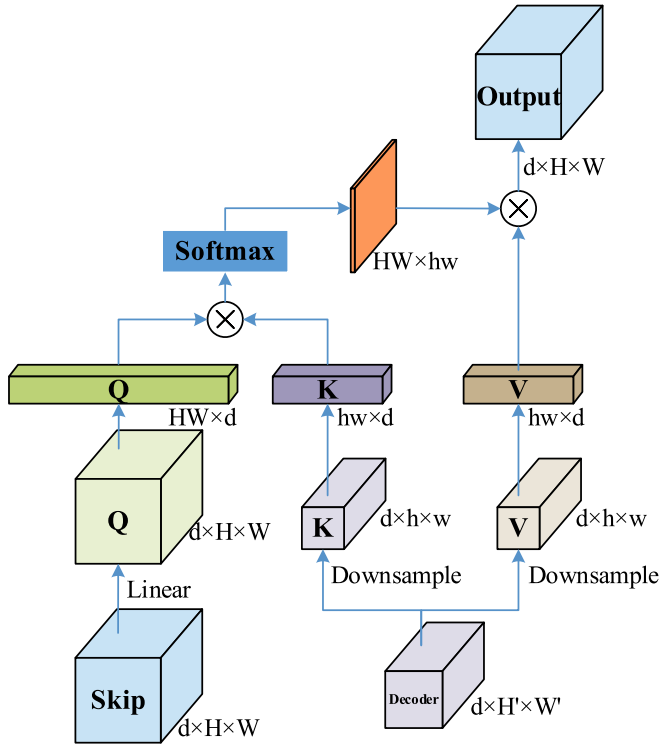 Output
d×H×W
Softmax
HW×hw
Q
K
V
HW×d
hw×d
hw×d
Q
d×H×W
K
d×h×w
V
d×h×w
Linear
Downsample
Downsample
Skip
d×H×W
Decoder
d×H'×W'